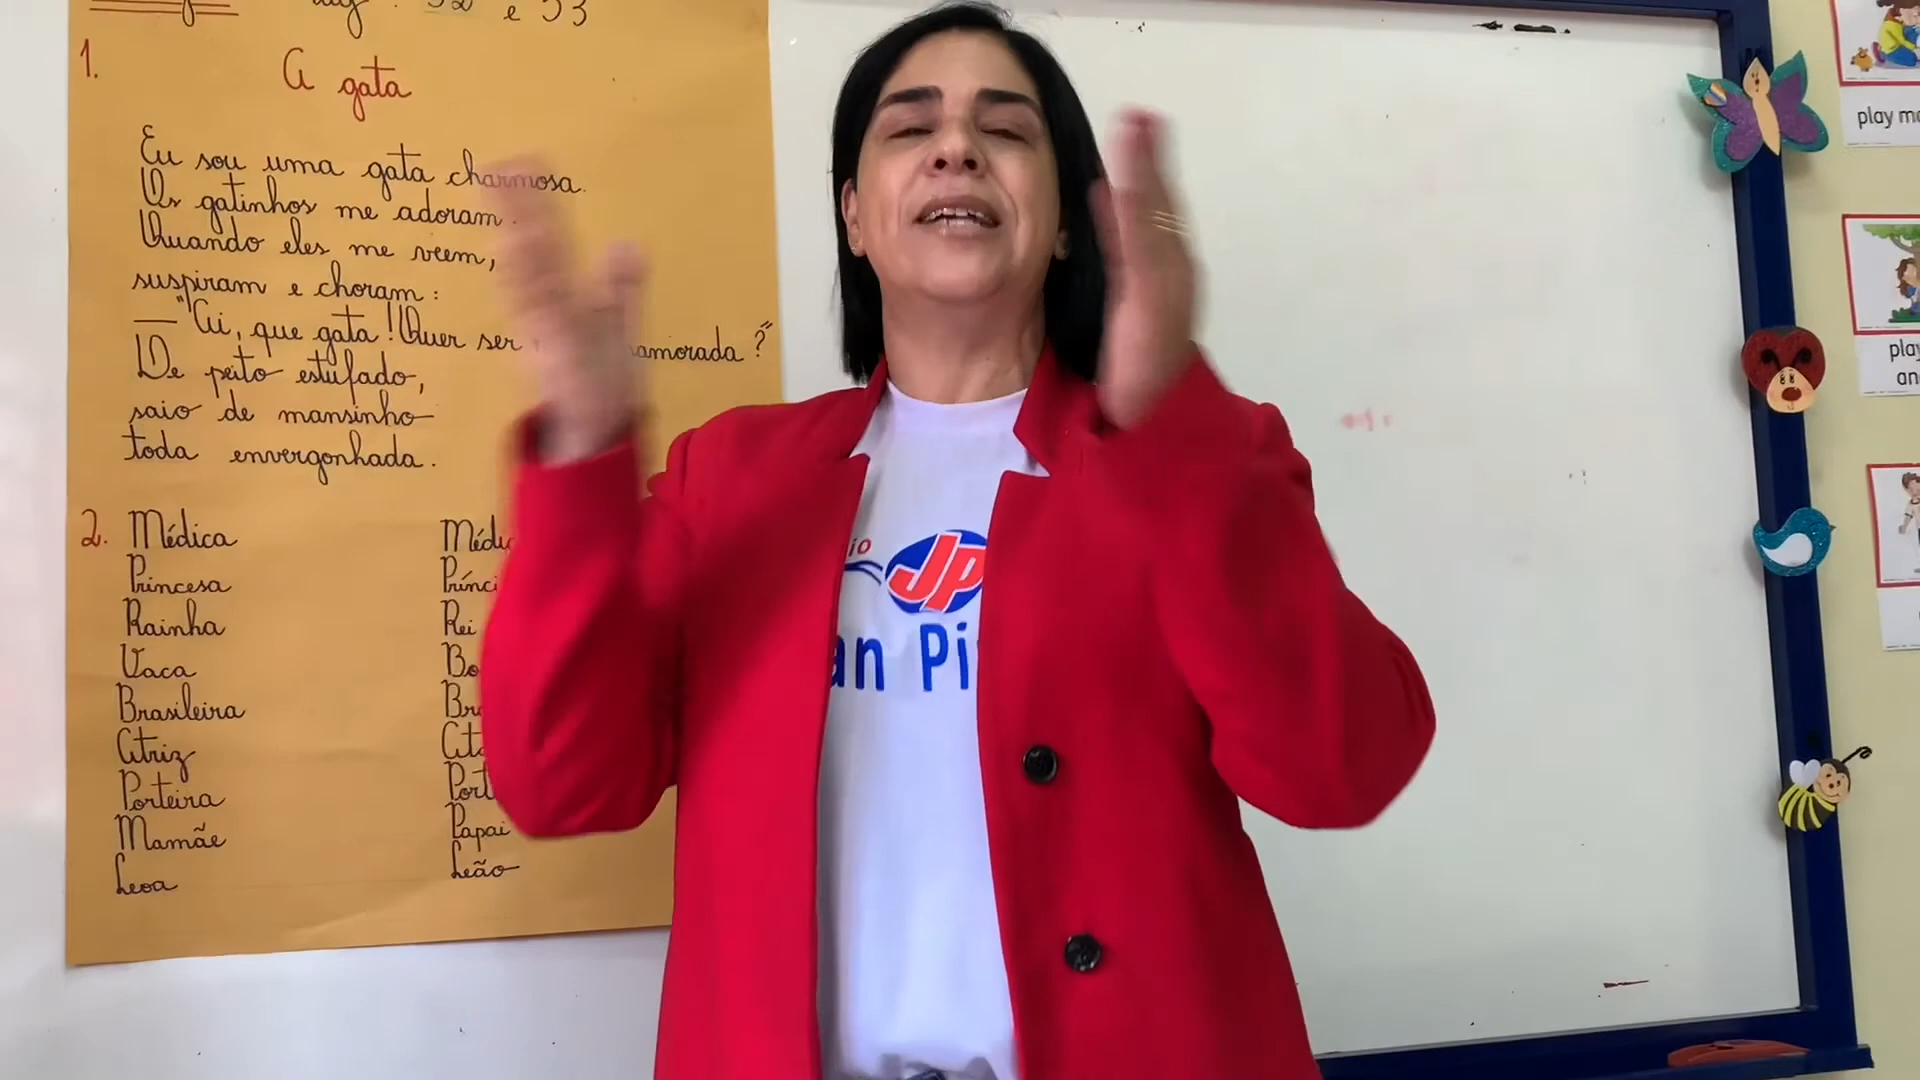 e 53
1. A gata
Eu sou uma gata charmosa.
Os gatinhos me adoram.
Quando eles me veem,
suspiram e choram:
— "Ai, que gata! Quer ser
De peito estufado,
saio de mansinho
toda envergonhada.
2. Médica
Princesa
Rainha Rei
Vaca
Brasileira
Atriz
Porteira
Mamãe Papai
Leoa Leão
JP
play